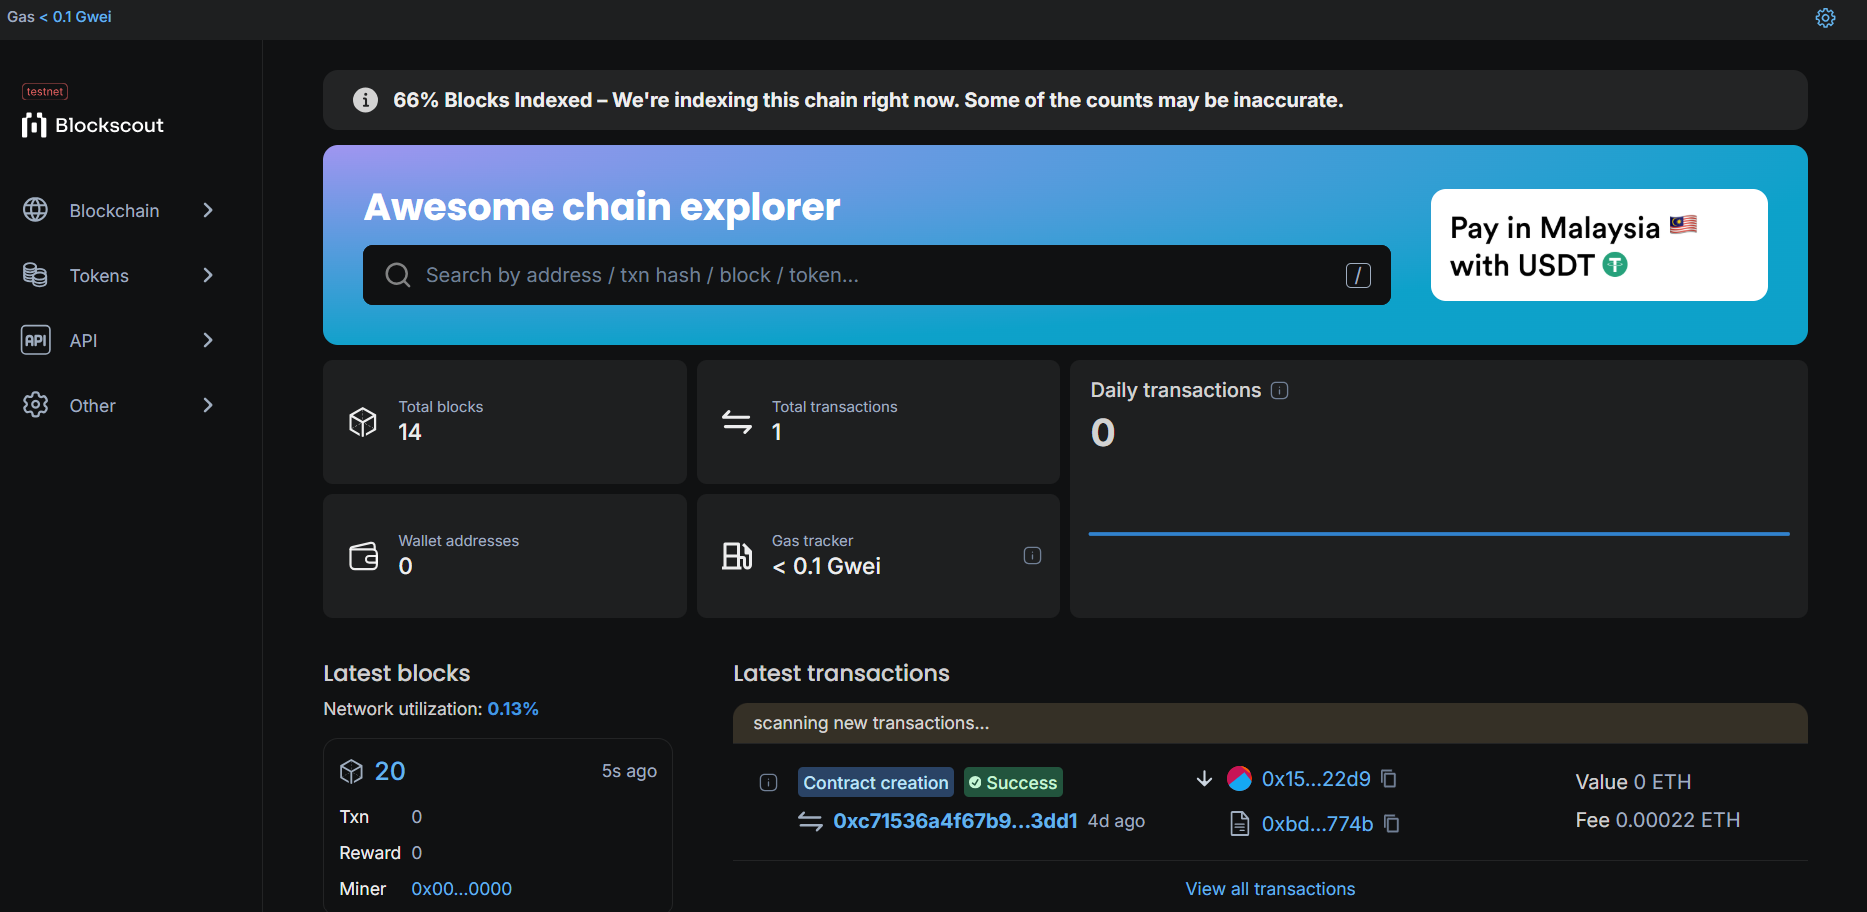 Gas < 0.1 Gwei
testnet
Blockscout
Blockchain
Tokens
API API
Other
66% Blocks Indexed – We're indexing this chain right now. Some of the counts may be inaccurate.
Awesome chain explorer
Search by address / txn hash / block / token...
/
Pay in Malaysia 🇲🇾
with USDT
Total blocks
14
Total transactions
1
Wallet addresses
0
Gas tracker
< 0.1 Gwei
Daily transactions
0
Latest blocks
Network utilization: 0.13%
20 5s ago
Txn 0
Reward 0
Miner 0x00...0000
Latest transactions
scanning new transactions...
Contract creation Success
0xc71536a4f67b9...3dd1 4d ago
0x15...22d9
0xbd...774b
Value 0 ETH
Fee 0.00022 ETH
View all transactions